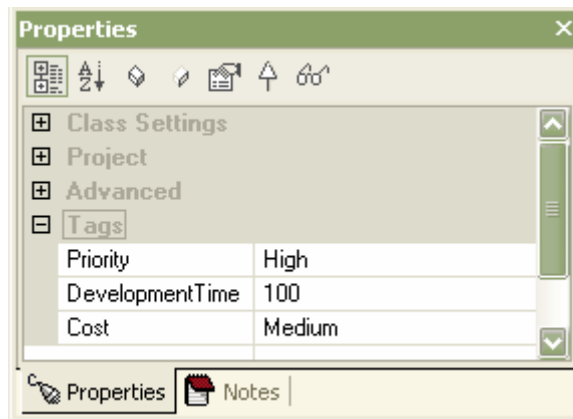 Properties
Class Settings
Project
Advanced
Tags
Priority High
DevelopmentTime 100
Cost Medium
Properties Notes